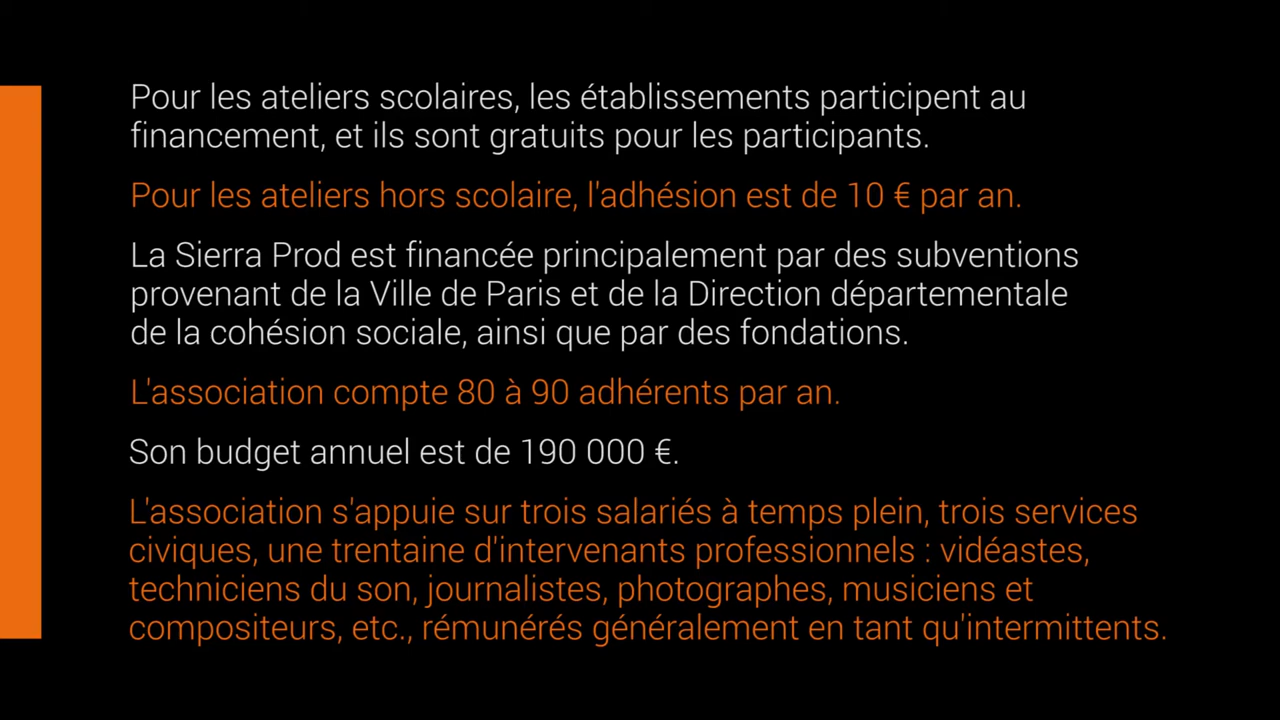 Pour les ateliers scolaires, les établissements participent au
financement, et ils sont gratuits pour les participants.
Pour les ateliers hors scolaire, l'adhésion est de 10 € par an.
La Sierra Prod est financée principalement par des subventions
provenant de la Ville de Paris et de la Direction départementale
de la cohésion sociale, ainsi que par des fondations.
L'association compte 80 à 90 adhérents par an.
Son budget annuel est de 190 000 €.
L'association s'appuie sur trois salariés à temps plein, trois services
civiques, une trentaine d'intervenants professionnels : vidéastes,
techniciens du son, journalistes, photographes, musiciens et
compositeurs, etc., rémunérés généralement en tant qu'intermittents.